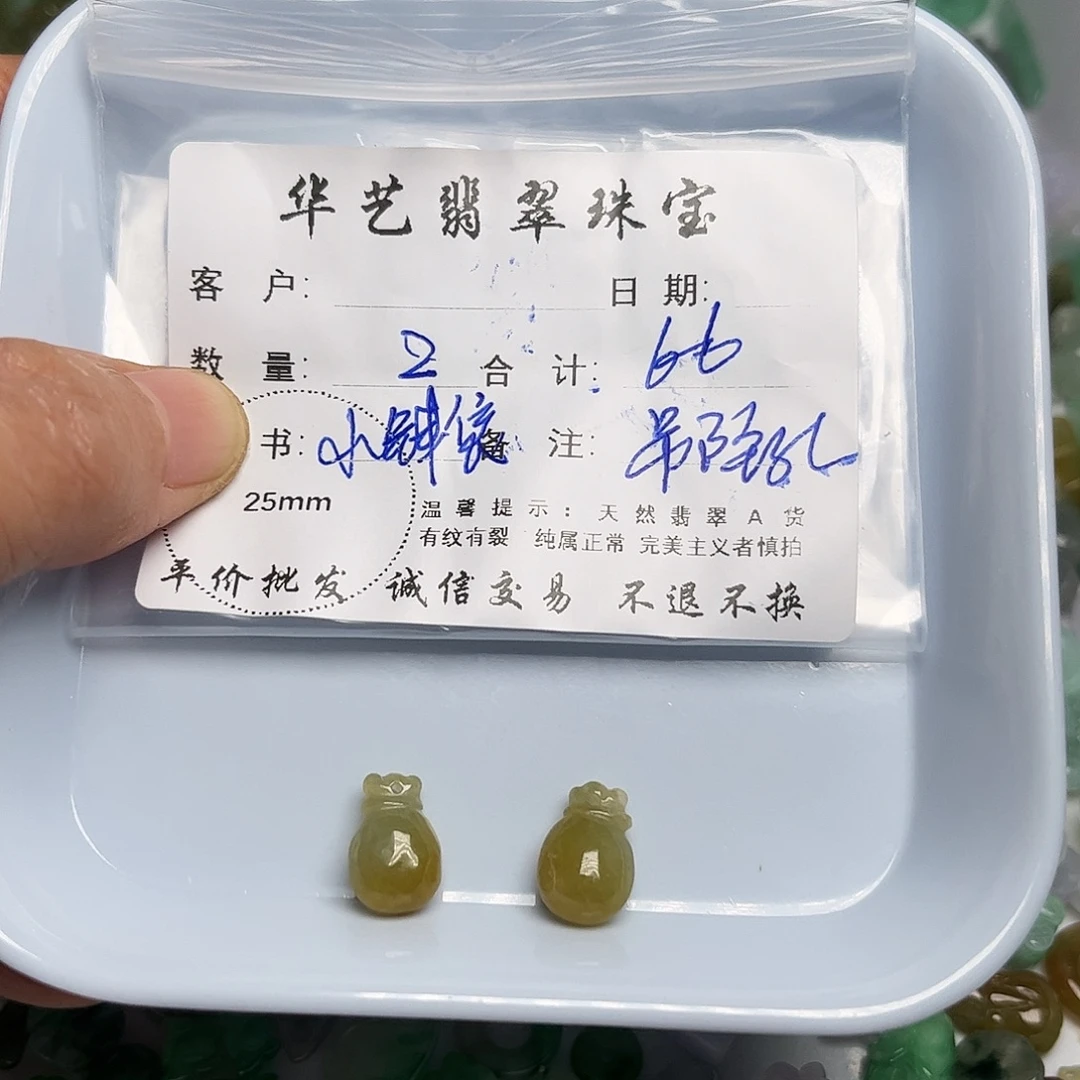 华艺翡翠珠宝
客 户: 日 期:
数 量: 2 合 计: 66
书: 小 备 注: 吊
25mm
温馨提示: 天然翡翠A货
有纹有裂 纯属正常 完美主义者慎拍
平价批发 诚信交易 不退不换